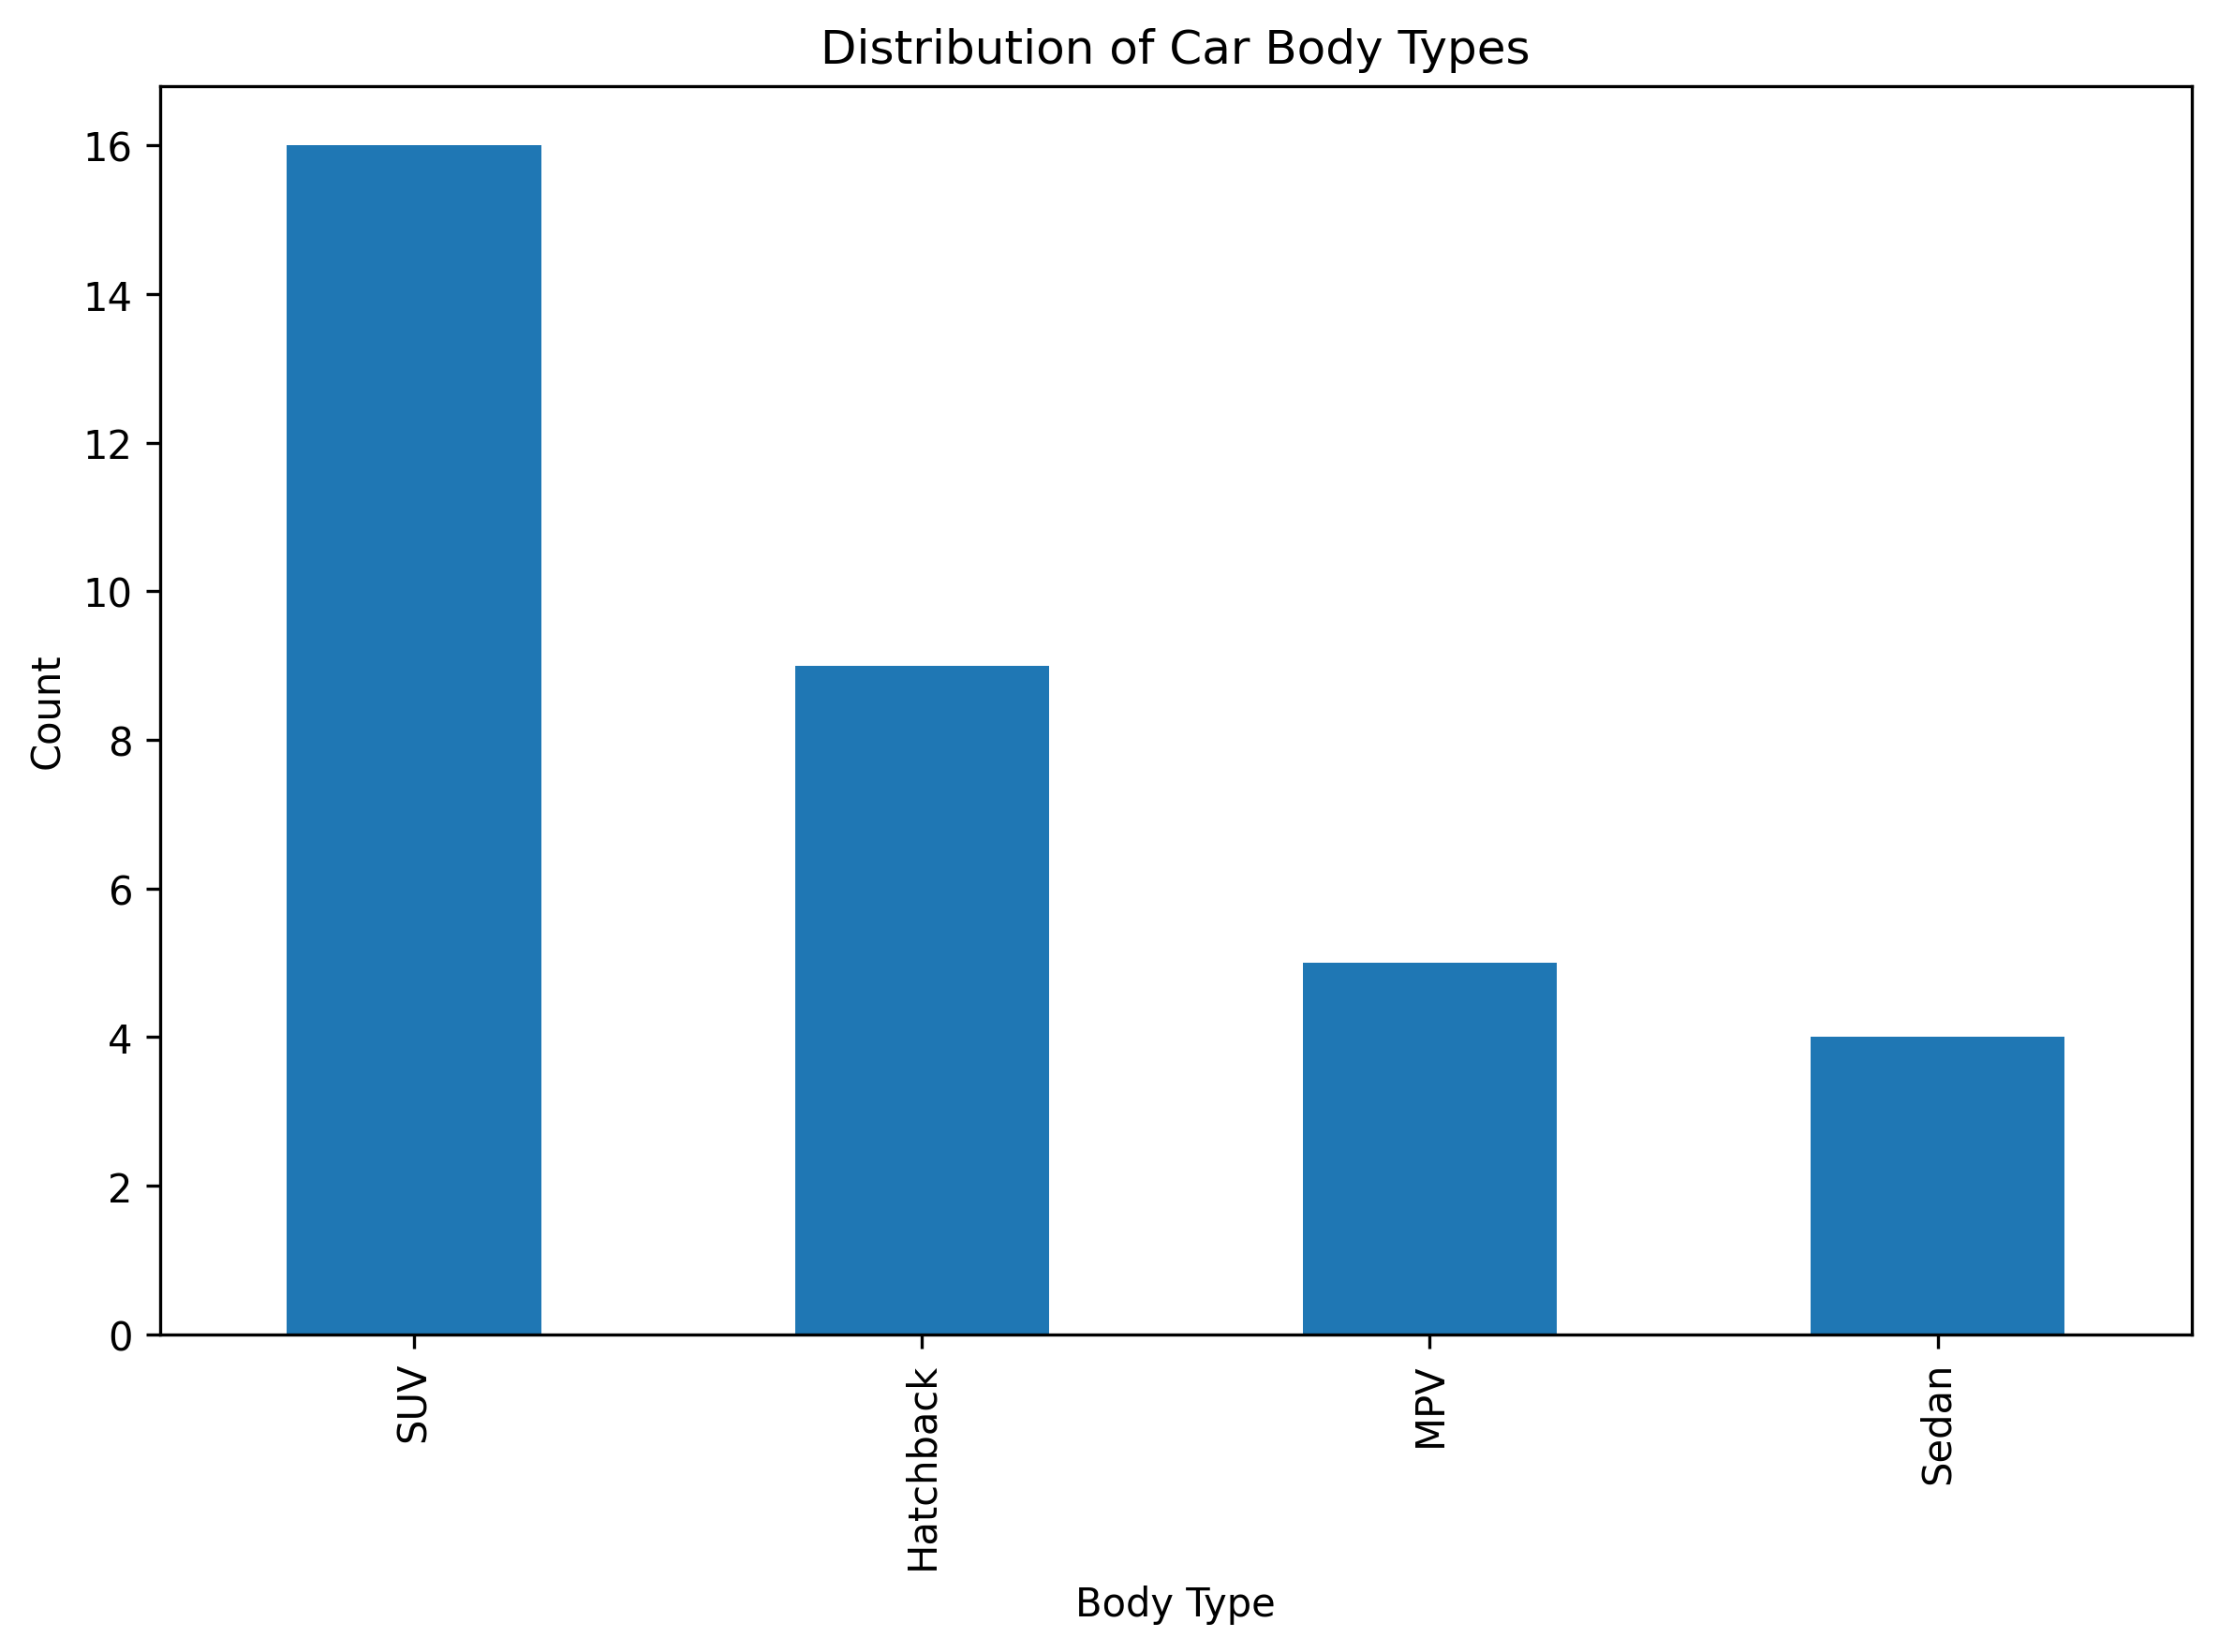 Distribution of Car Body Types
16
14
12
10
8
6
4
2
0
Count
SUV
Hatchback
MPV
Sedan
Body Type